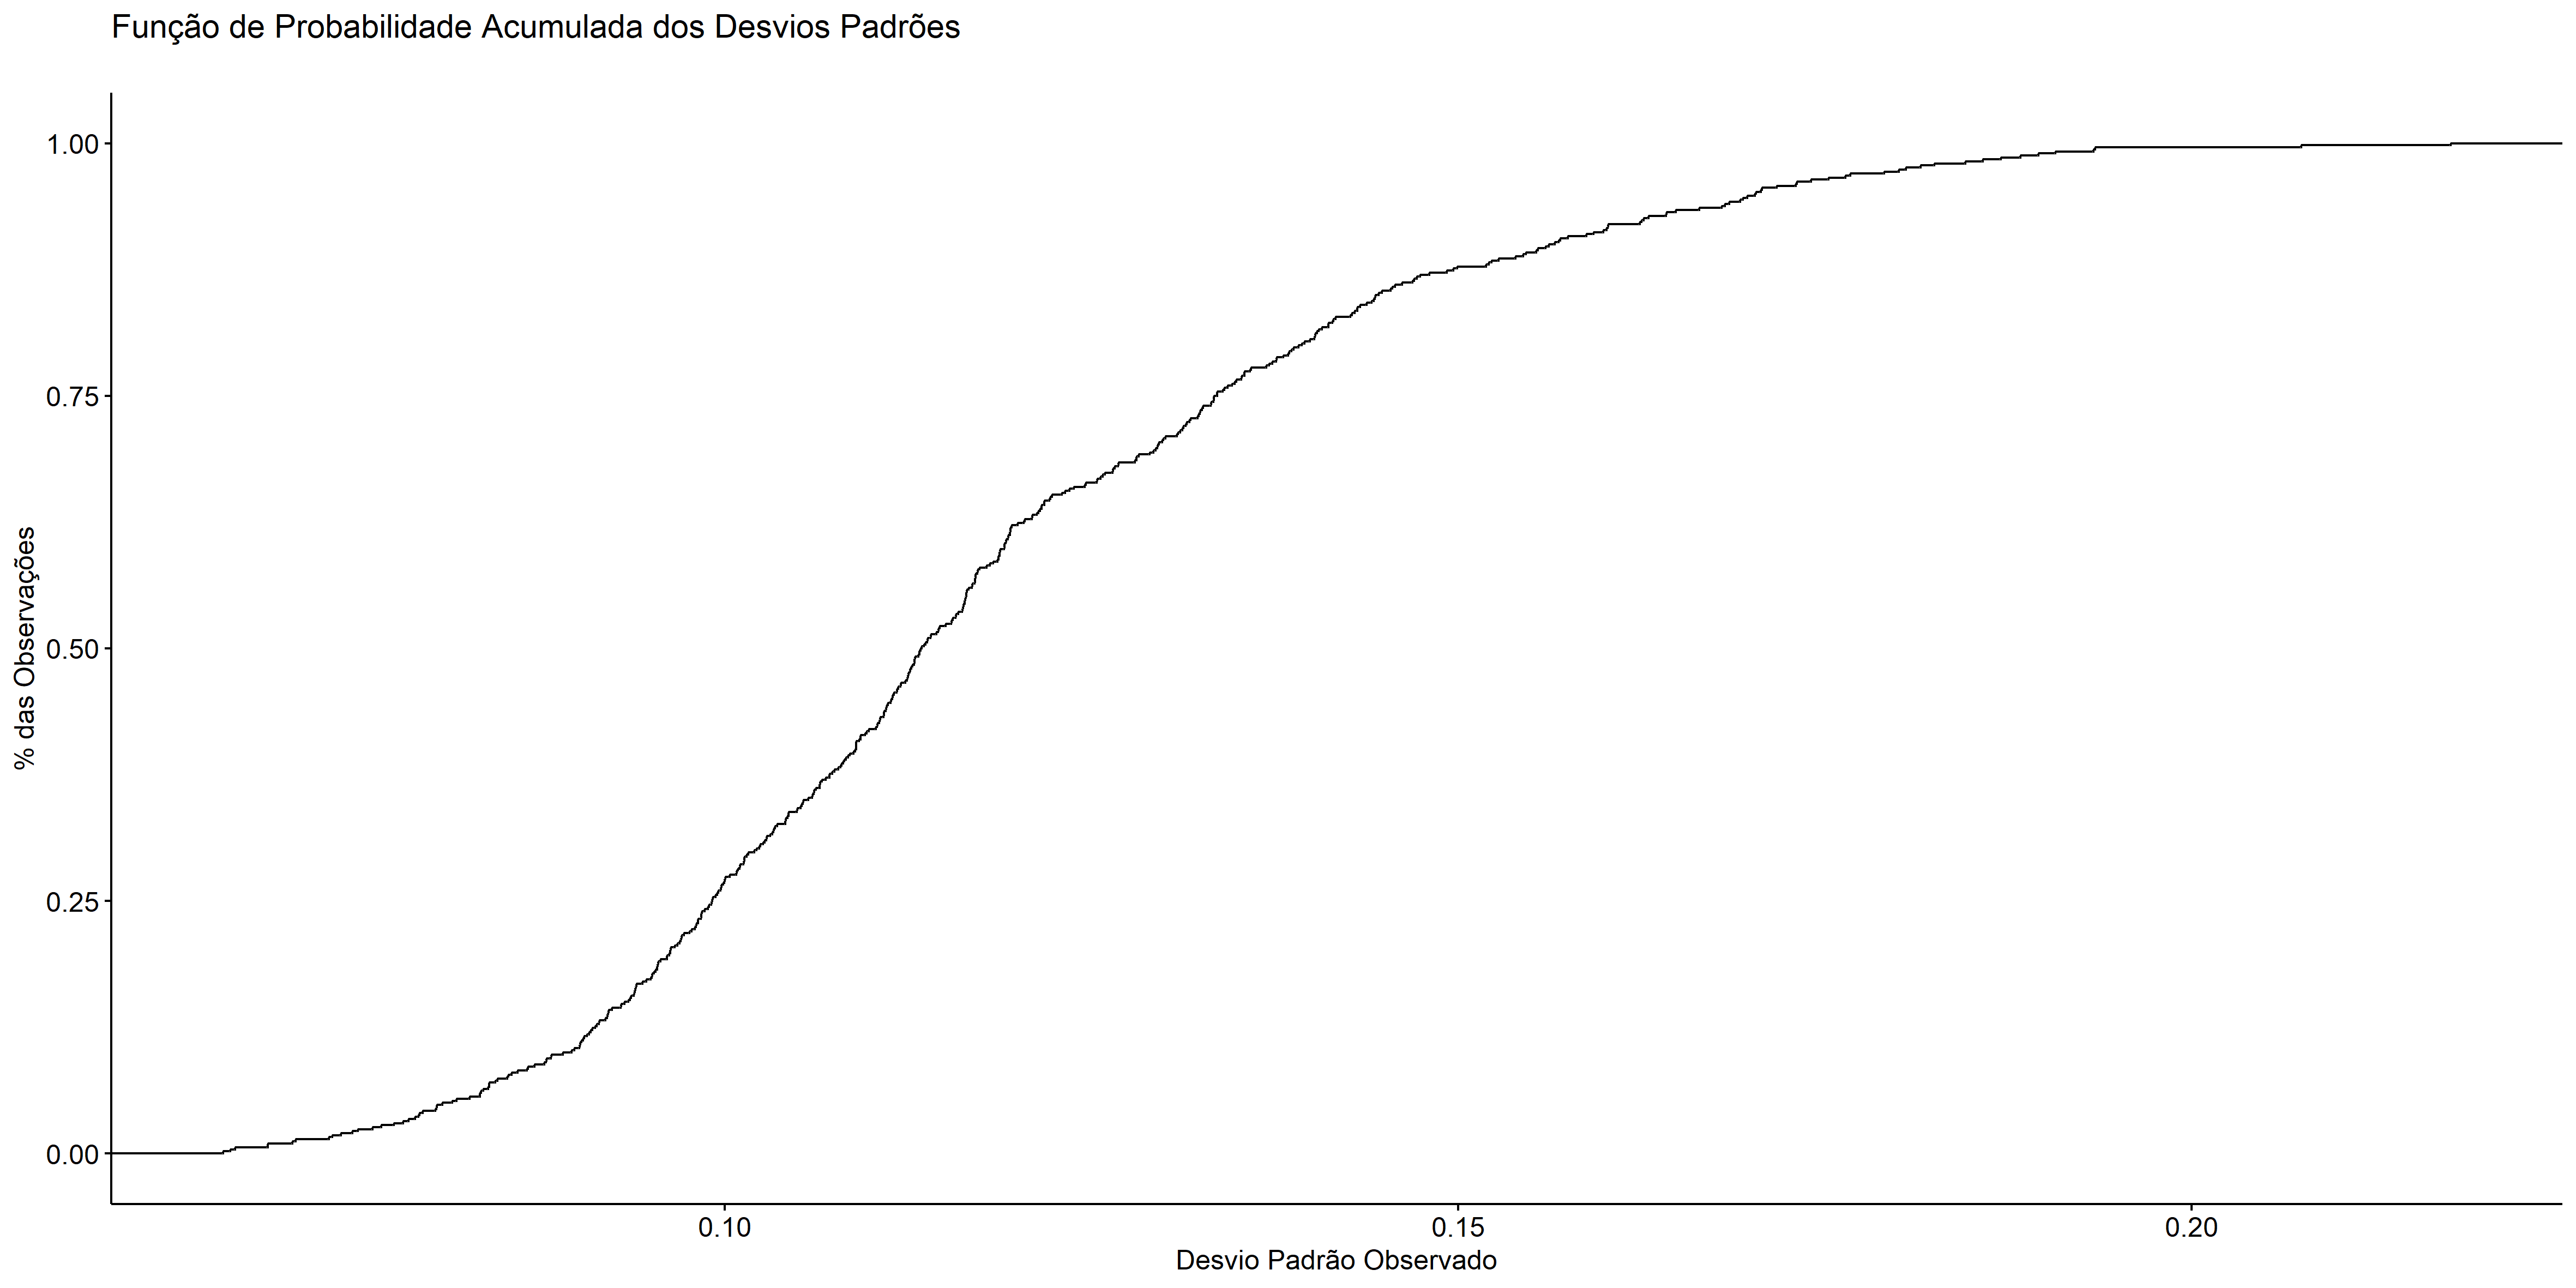 Função de Probabilidade Acumulada dos Desvios Padrões
1.00
0.75
0.50
0.25
0.00
% das Observações
0.10
0.15
0.20
Desvio Padrão Observado